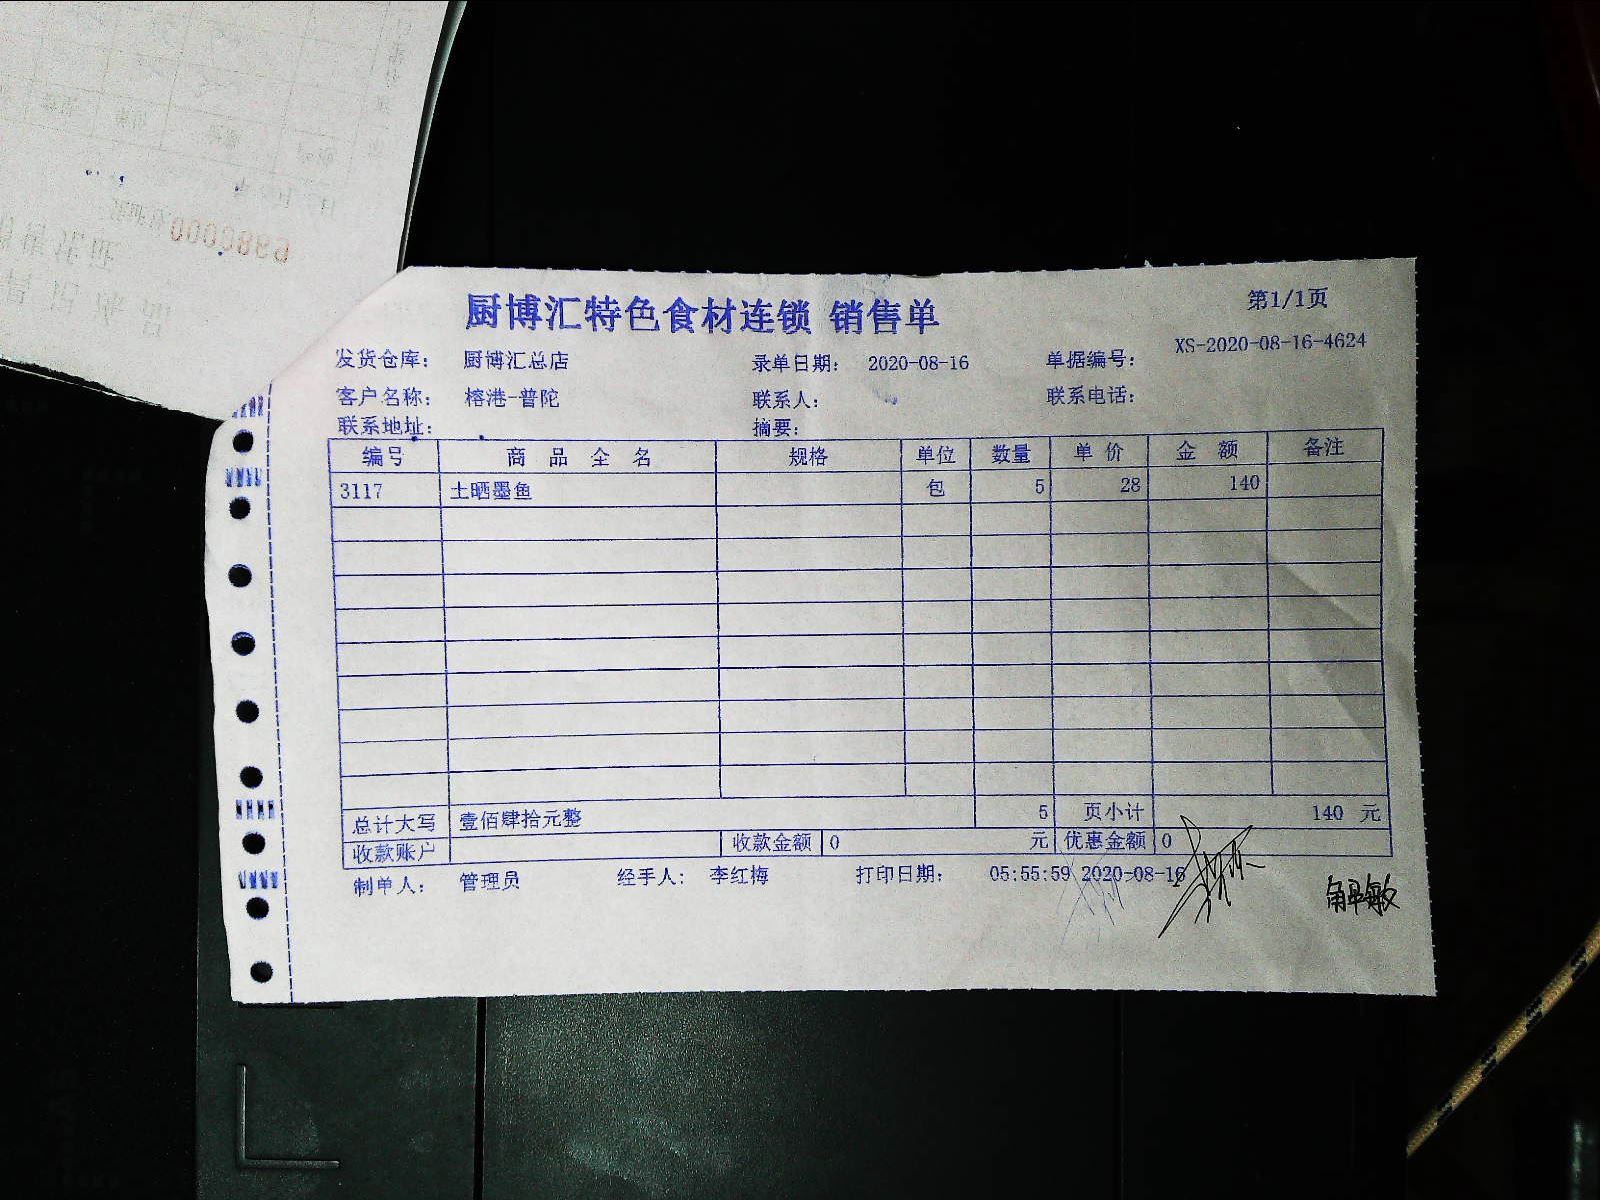 厨博汇特色食材连锁 销售单
第1/1页
发货仓库： 厨博汇总店 录单日期： 2020-08-16 单据编号： XS-2020-08-16-4624
客户名称： 榕港-普陀 联系人： 联系电话：
联系地址： 摘要：
编号 商品全名 规格 单位 数量 单价 金额 备注
3117 土晒墨鱼 包 5 28 140
总计大写 壹佰肆拾元整 5 页小计 140 元
收款账户 收款金额 0 元 优惠金额 0
制单人： 管理员 经手人： 李红梅 打印日期： 05:55:59 2020-08-16
解敏